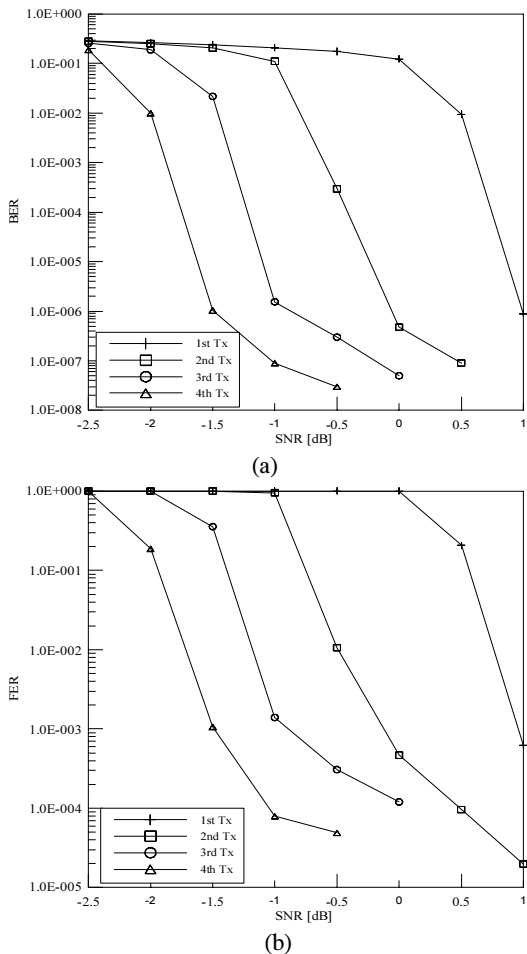 1.0E+000
1.0E-001
1.0E-002
1.0E-003
1.0E-004
1.0E-005
1.0E-006
1.0E-007
1.0E-008
BER
1st Tx
2nd Tx
3rd Tx
4th Tx
-2.5 -2 -1.5 -1 -0.5 0 0.5 1
SNR [dB]
(a)
1.0E+000
1.0E-001
1.0E-002
1.0E-003
1.0E-004
1.0E-005
FER
1st Tx
2nd Tx
3rd Tx
4th Tx
-2.5 -2 -1.5 -1 -0.5 0 0.5 1
SNR [dB]
(b)